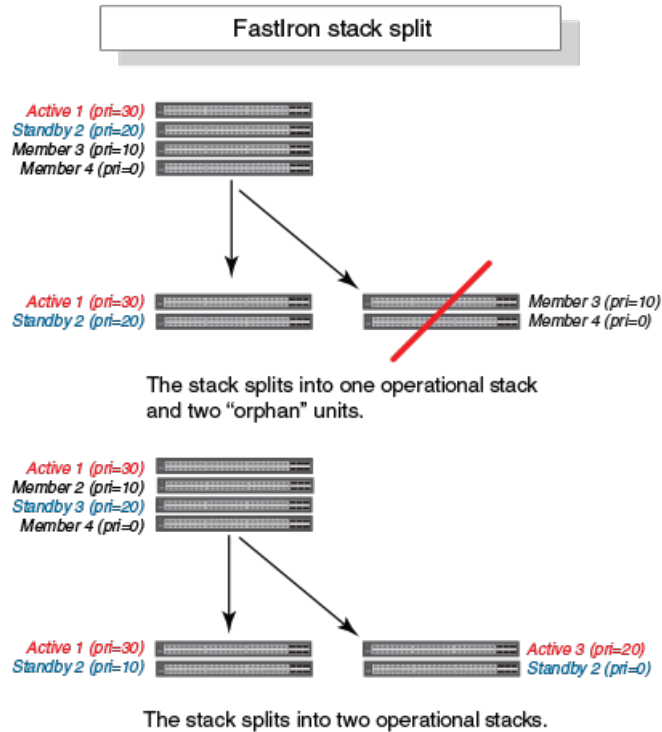 FastIron stack split
Active 1 (pri=30)
Standby 2 (pri=20)
Member 3 (pri=10)
Member 4 (pri=0)
Active 1 (pri=30)
Standby 2 (pri=20)
Member 3 (pri=10)
Member 4 (pri=0)
The stack splits into one operational stack
and two “orphan” units.
Active 1 (pri=30)
Member 2 (pri=10)
Standby 3 (pri=20)
Member 4 (pri=0)
Active 1 (pri=30)
Standby 2 (pri=10)
Active 3 (pri=20)
Standby 2 (pri=0)
The stack splits into two operational stacks.